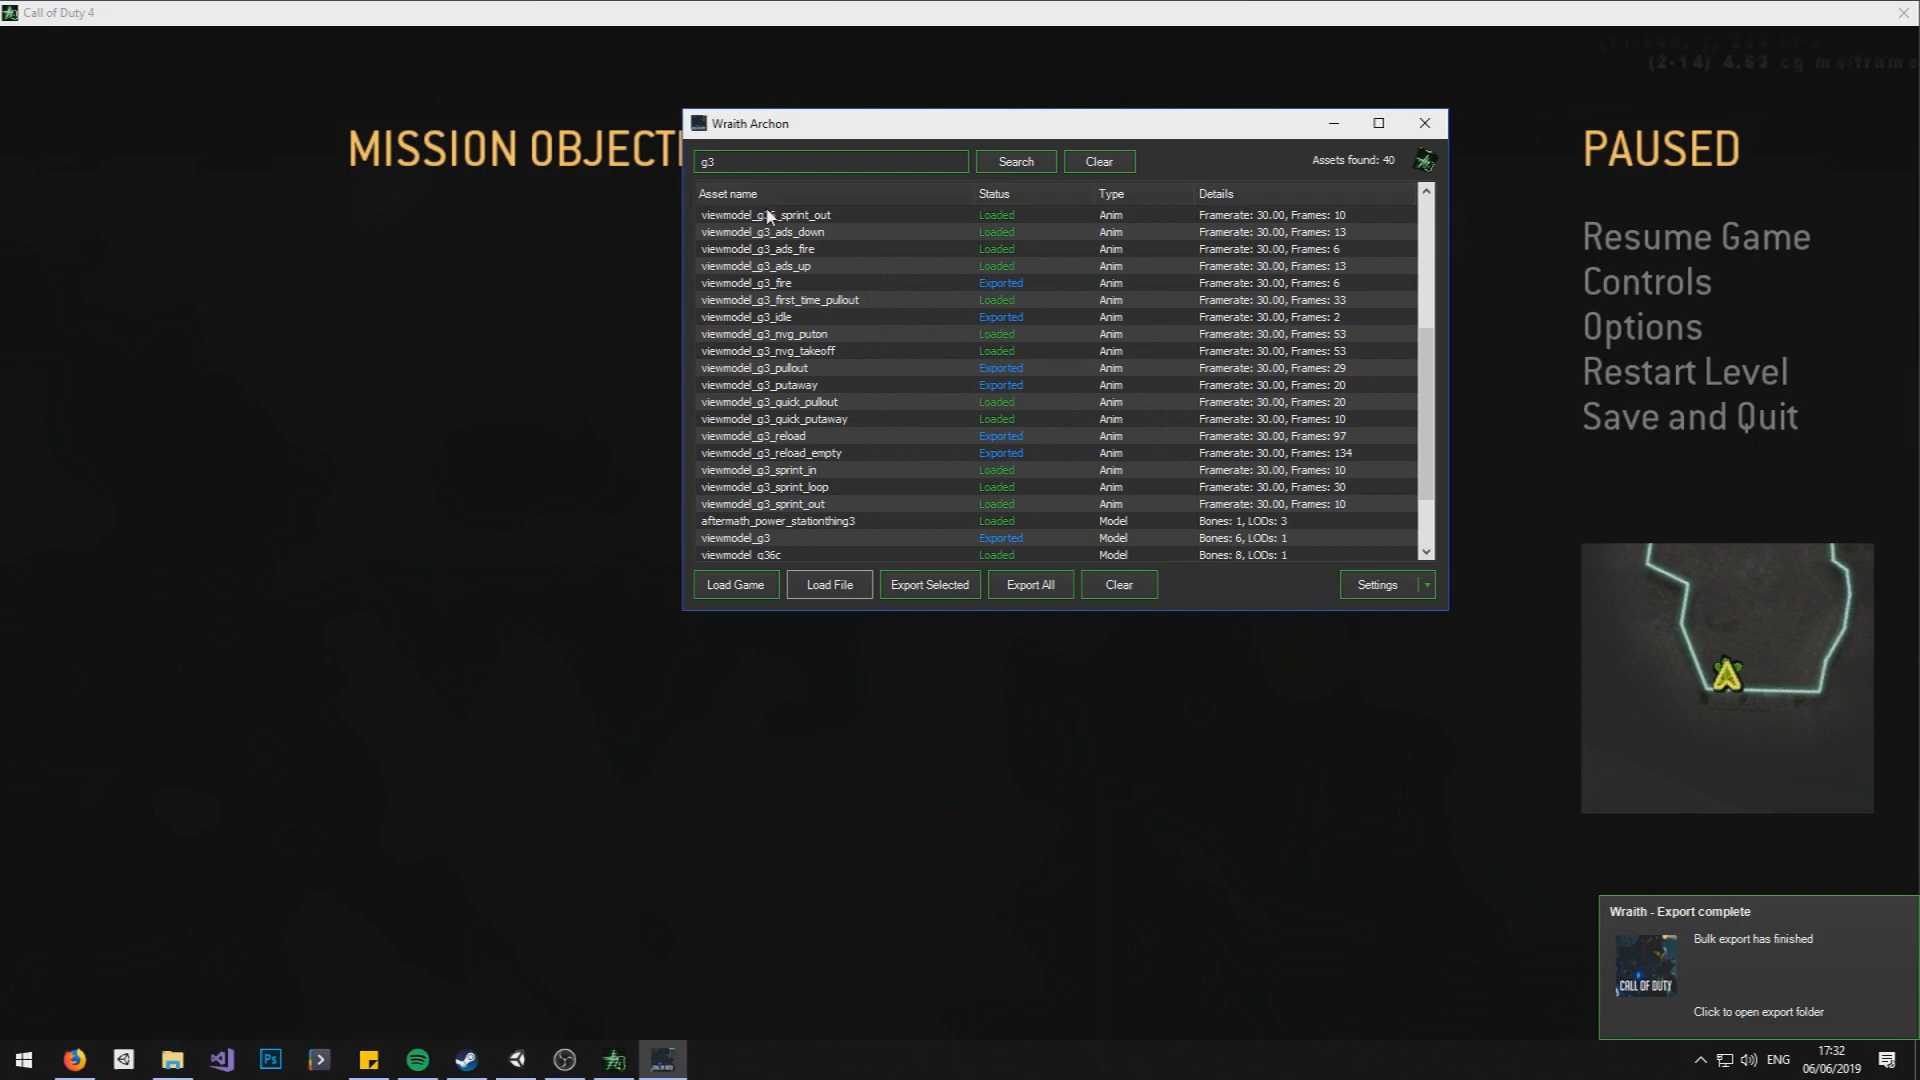 Call of Duty 4
(2-14) 4.63 cg ms/frame
MISSION OBJECTI
PAUSED
Resume Game
Controls
Options
Restart Level
Save and Quit
Wraith Archon
g3 Search Clear Assets found: 40
Asset name Status Type Details
viewmodel_g36_sprint_out Loaded Anim Framerate: 30.00, Frames: 10
viewmodel_g3_ads_down Loaded Anim Framerate: 30.00, Frames: 13
viewmodel_g3_ads_fire Loaded Anim Framerate: 30.00, Frames: 6
viewmodel_g3_ads_up Loaded Anim Framerate: 30.00, Frames: 13
viewmodel_g3_fire Exported Anim Framerate: 30.00, Frames: 6
viewmodel_g3_first_time_pullout Loaded Anim Framerate: 30.00, Frames: 33
viewmodel_g3_idle Exported Anim Framerate: 30.00, Frames: 2
viewmodel_g3_nvg_puton Loaded Anim Framerate: 30.00, Frames: 53
viewmodel_g3_nvg_takeoff Loaded Anim Framerate: 30.00, Frames: 53
viewmodel_g3_pullout Exported Anim Framerate: 30.00, Frames: 29
viewmodel_g3_putaway Exported Anim Framerate: 30.00, Frames: 20
viewmodel_g3_quick_pullout Loaded Anim Framerate: 30.00, Frames: 20
viewmodel_g3_quick_putaway Loaded Anim Framerate: 30.00, Frames: 10
viewmodel_g3_reload Exported Anim Framerate: 30.00, Frames: 97
viewmodel_g3_reload_empty Exported Anim Framerate: 30.00, Frames: 134
viewmodel_g3_sprint_in Loaded Anim Framerate: 30.00, Frames: 10
viewmodel_g3_sprint_loop Loaded Anim Framerate: 30.00, Frames: 30
viewmodel_g3_sprint_out Loaded Anim Framerate: 30.00, Frames: 10
aftermath_power_stationthing3 Loaded Model Bones: 1, LODs: 3
viewmodel_g3 Exported Model Bones: 6, LODs: 1
viewmodel_g36c Loaded Model Bones: 8, LODs: 1
Load Game Load File Export Selected Export All Clear Settings
Wraith - Export complete
Bulk export has finished
CALL OF DUTY
Click to open export folder
Ps
ENG
17:32
06/06/2019